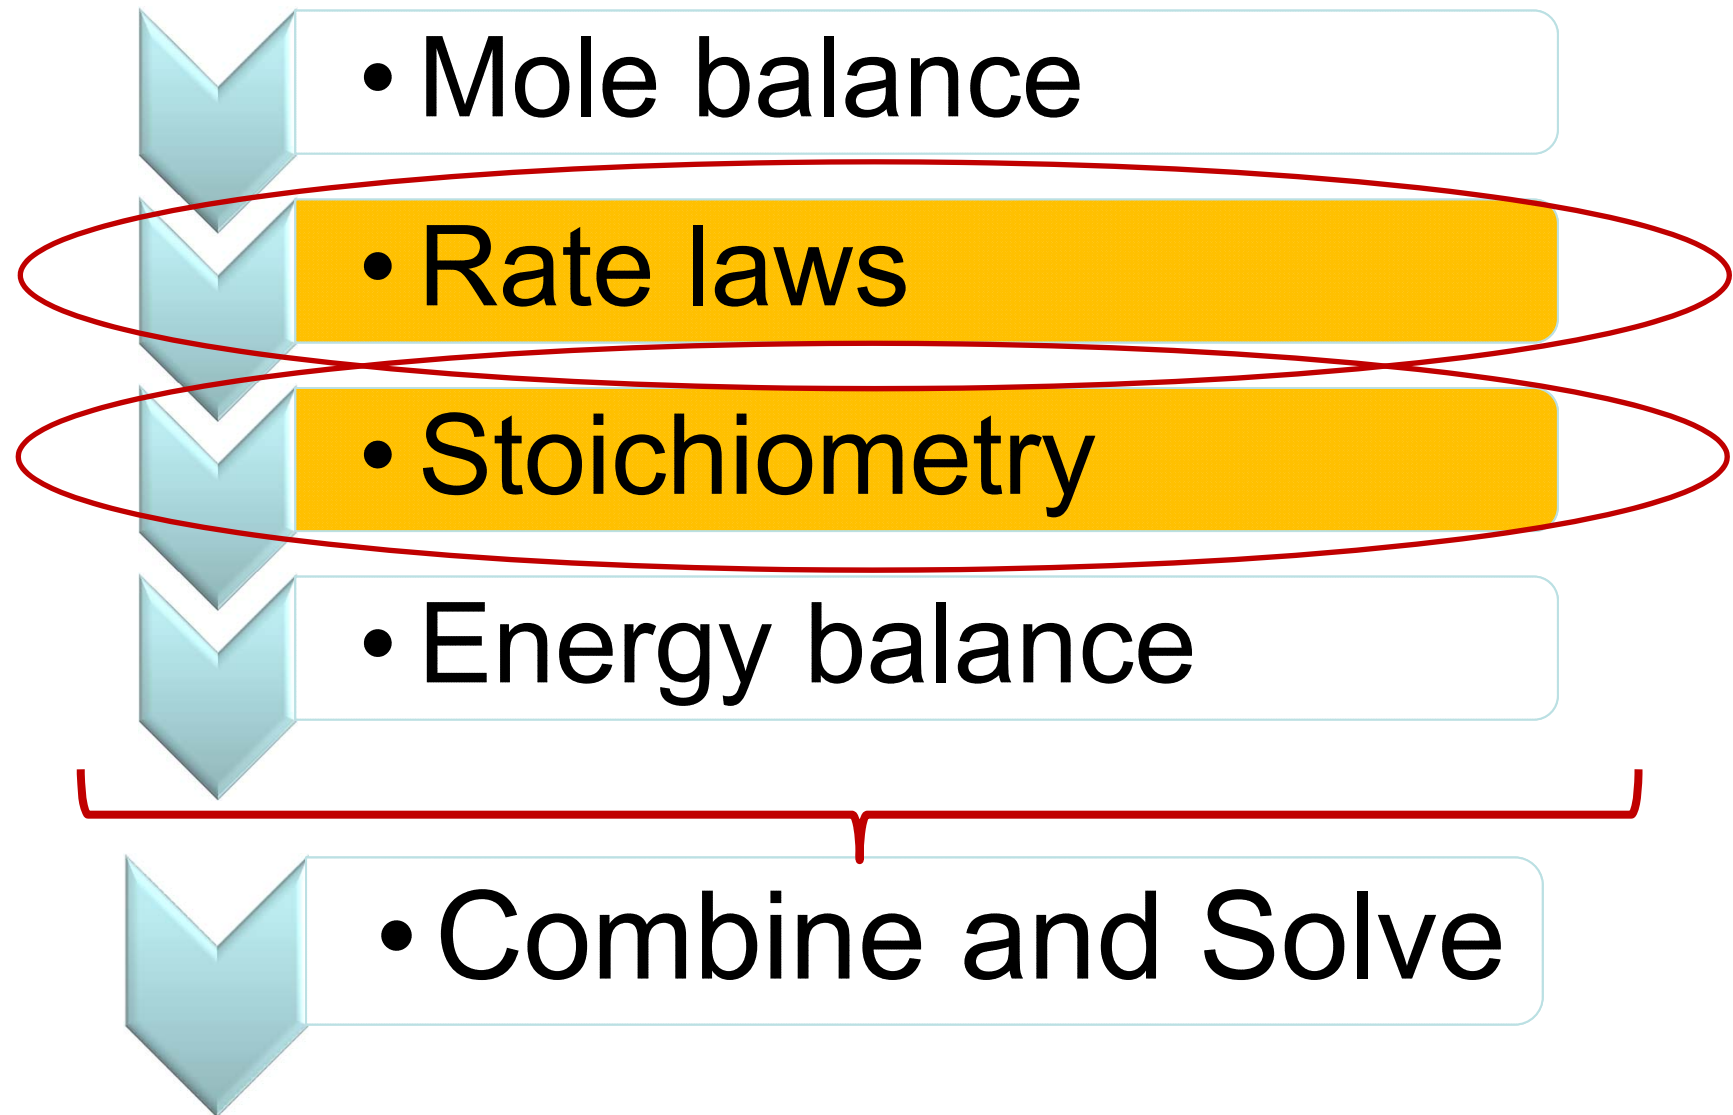 • Mole balance
• Rate laws
• Stoichiometry
• Energy balance
• Combine and Solve